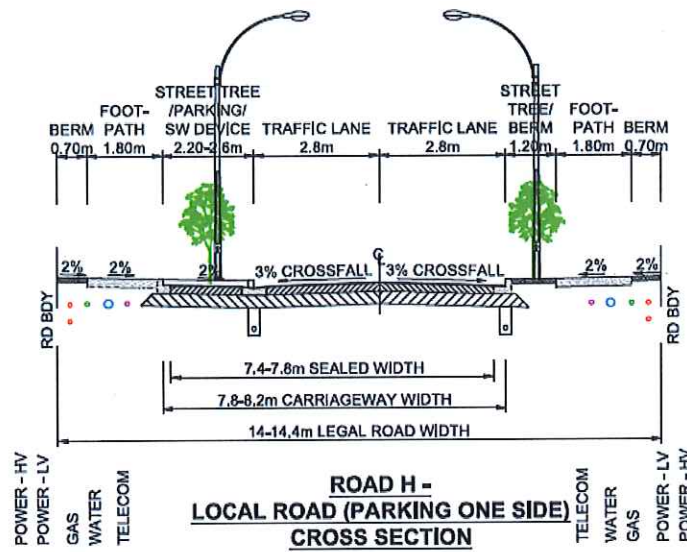 STREET TREE
/PARKING/
SW DEVICE
2.20-2.6m
FOOT-
PATH
1.80m
BERM
0.70m
TRAFFIC LANE
2.8m
TRAFFIC LANE
2.8m
STREET
TREE/
BERM
1.20m
FOOT-
PATH
1.80m
BERM
0.70m
2%
2%
2%
3% CROSSFALL
℄
3% CROSSFALL
2%
2%
RD BDY
RD BDY
7.4-7.8m SEALED WIDTH
7.8-8.2m CARRIAGEWAY WIDTH
14-14.4m LEGAL ROAD WIDTH
POWER - HV
POWER - LV
GAS
WATER
TELECOM
ROAD H -
LOCAL ROAD (PARKING ONE SIDE)
CROSS SECTION
TELECOM
WATER
GAS
POWER - LV
POWER - HV